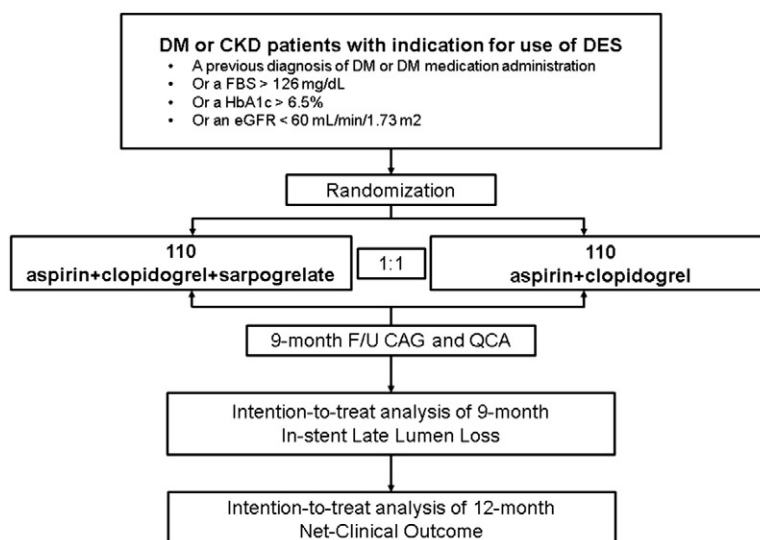 DM or CKD patients with indication for use of DES
• A previous diagnosis of DM or DM medication administration
• Or a FBS > 126 mg/dL
• Or a HbA1c > 6.5%
• Or an eGFR < 60 mL/min/1.73 m2
Randomization
110
aspirin+clopidogrel+sarpogrelate
1:1
110
aspirin+clopidogrel
9-month F/U CAG and QCA
Intention-to-treat analysis of 9-month
In-stent Late Lumen Loss
Intention-to-treat analysis of 12-month
Net-Clinical Outcome